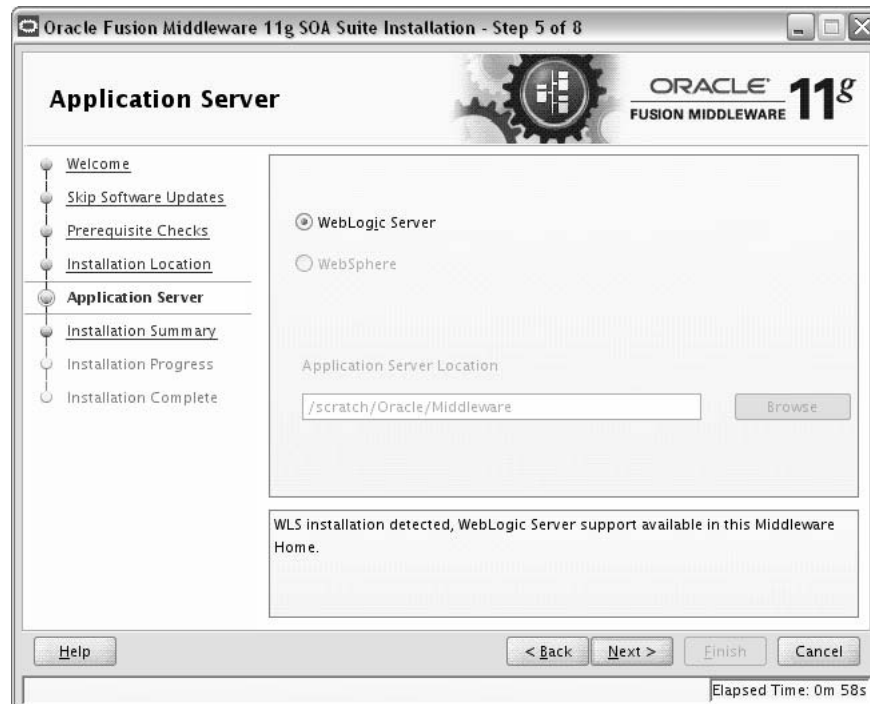 Oracle Fusion Middleware 11g SOA Suite Installation - Step 5 of 8
Application Server
ORACLE
FUSION MIDDLEWARE
11g
Welcome
Skip Software Updates
Prerequisite Checks
Installation Location
Application Server
Installation Summary
Installation Progress
Installation Complete
WebLogic Server
WebSphere
Application Server Location
/scratch/Oracle/Middleware
Browse
WLS installation detected, WebLogic Server support available in this Middleware
Home.
Help
< Back
Next >
Finish
Cancel
Elapsed Time: 0m 58s